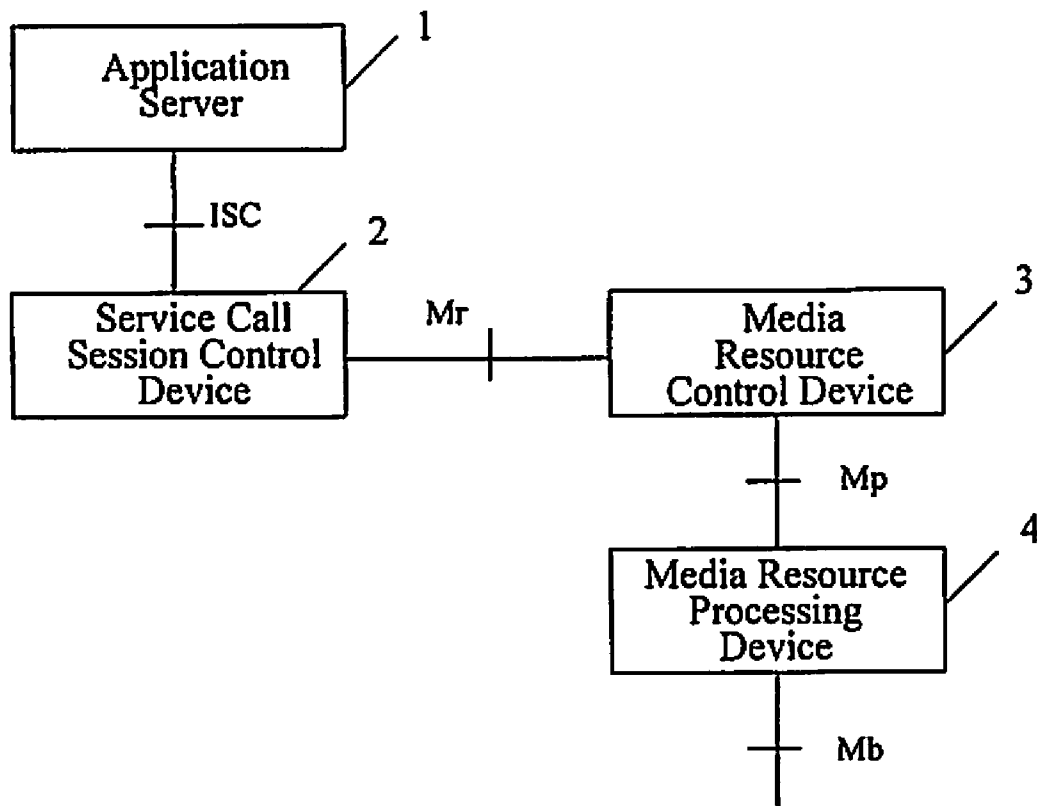 1
Application
Server
ISC
2
Service Call
Session Control
Device
Mr
3
Media
Resource
Control Device
Mp
4
Media Resource
Processing
Device
Mb